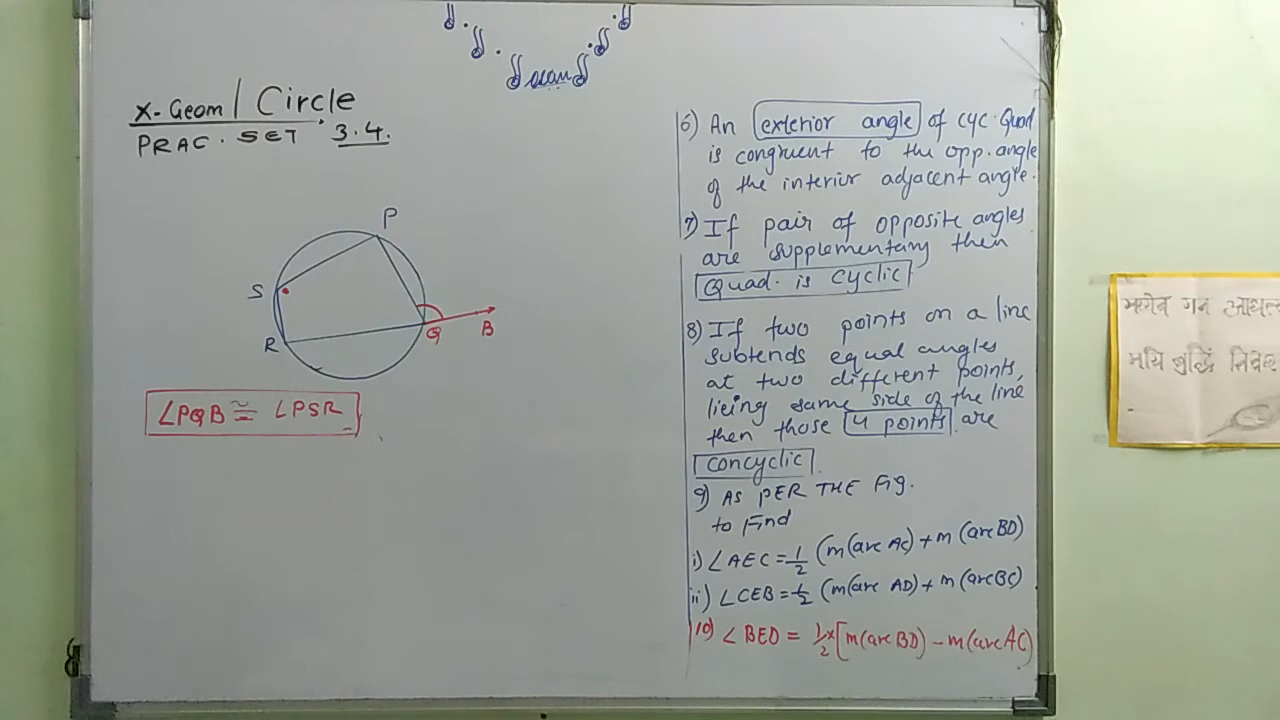 X-Geom | Circle
PRAC. SET 3.4.
P
S
R
Q
B
∠PQB ≅ ∠PSR
6) An exterior angle of cyc. Quad
is congruent to the opp. angle
of the interior adjacent angle.
7) If pair of opposite angles
are supplementary then
Quad. is cyclic
8) If two points on a line
subtends equal angles
at two different points,
lieing same side of the line
then those 4 points are
concyclic.
9) AS PER THE Fig.
to Find
i) ∠AEC = 1/2 (m(arc AC) + m(arc BD)
ii) ∠CEB = 1/2 (m(arc AD) + m(arc BC)
10) ∠BED = 1/2 x [m(arc BD) - m(arc AC)